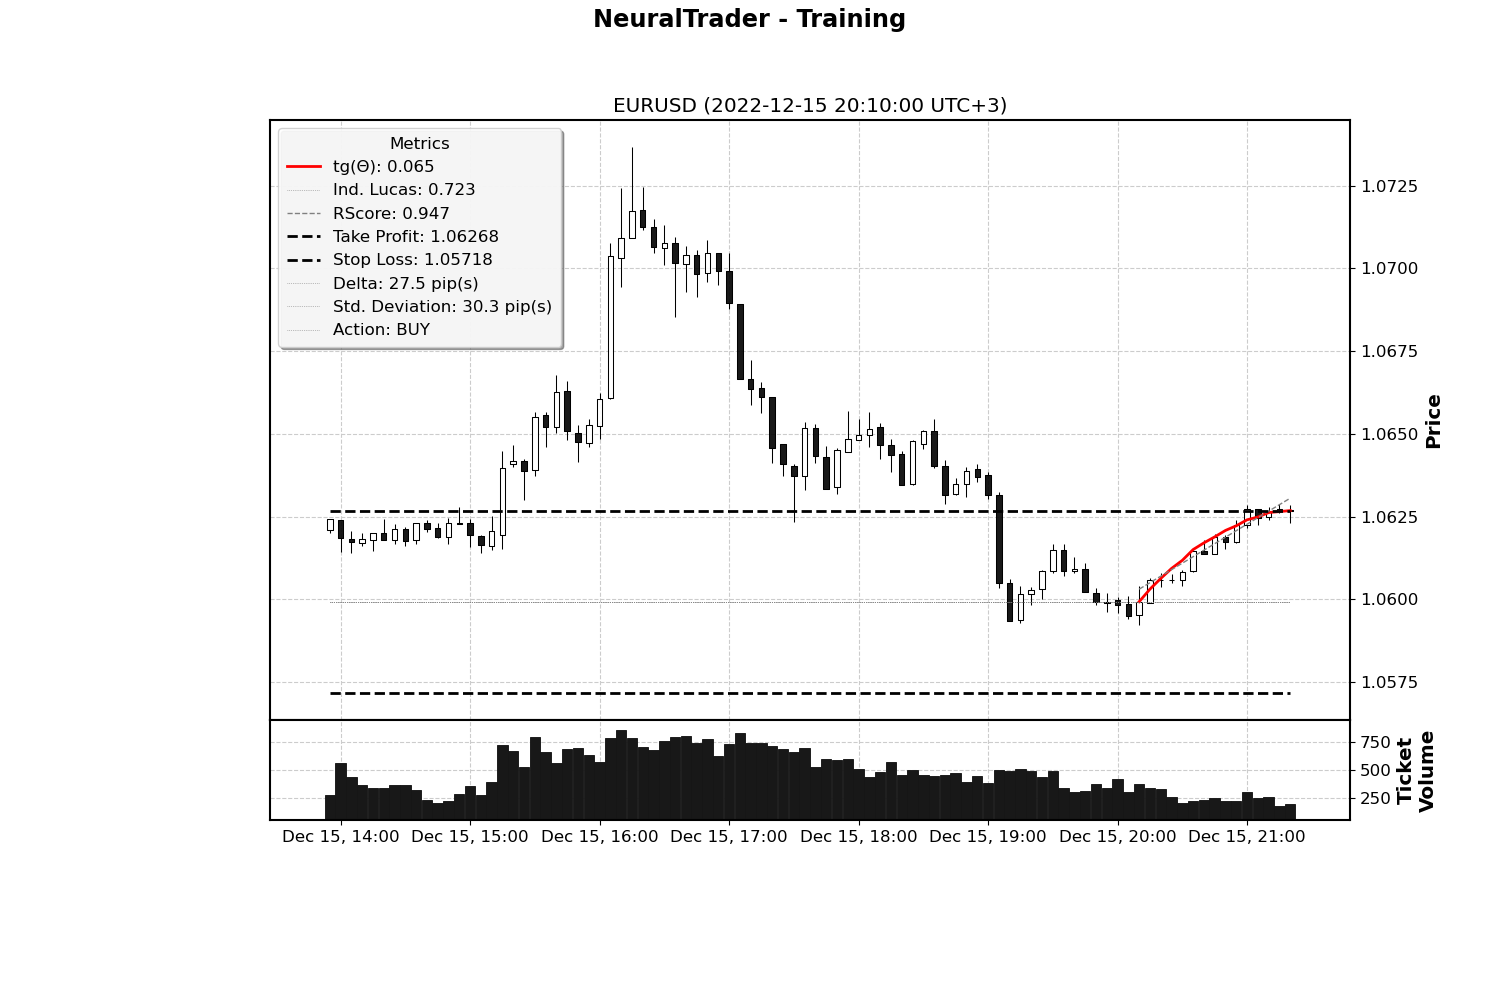 NeuralTrader - Training
EURUSD (2022-12-15 20:10:00 UTC+3)
Metrics
tg(Θ): 0.065
Ind. Lucas: 0.723
RScore: 0.947
Take Profit: 1.06268
Stop Loss: 1.05718
Delta: 27.5 pip(s)
Std. Deviation: 30.3 pip(s)
Action: BUY
1.0725
1.0700
1.0675
1.0650
1.0625
1.0600
1.0575
Price
750
500
250
Ticket
Volume
Dec 15, 14:00 Dec 15, 15:00 Dec 15, 16:00 Dec 15, 17:00 Dec 15, 18:00 Dec 15, 19:00 Dec 15, 20:00 Dec 15, 21:00